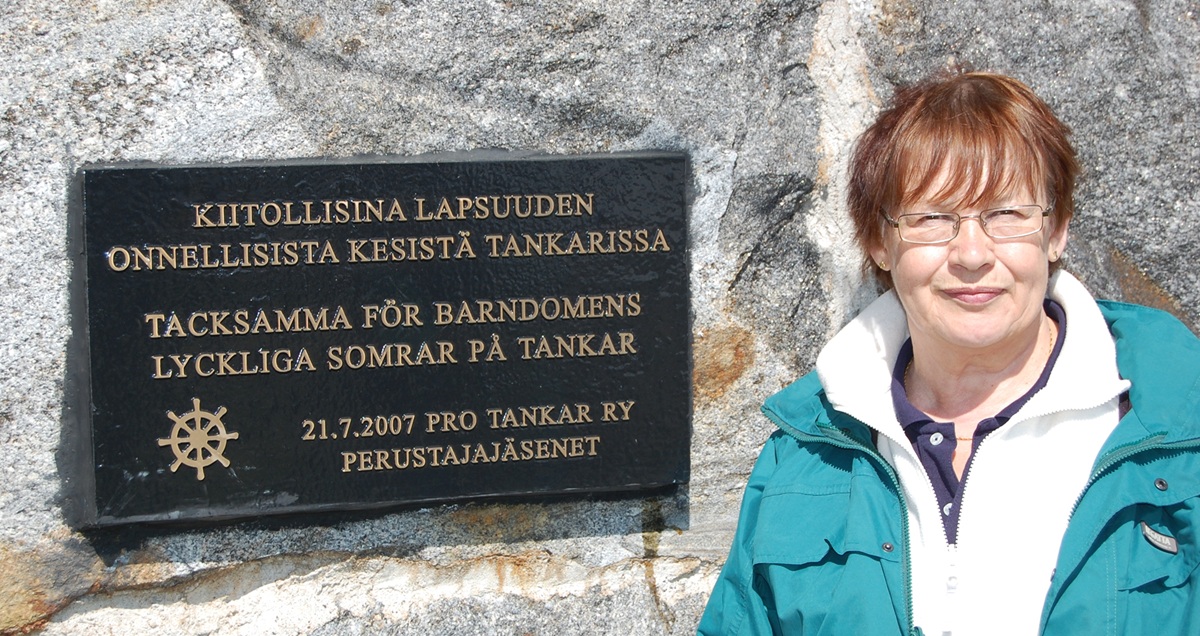 KIITOLLISINA LAPSUUDEN
ONNELLISISTA KESISTÄ TANKARISSA
TACKSAMMA FÖR BARNDOMENS
LYCKLIGA SOMRAR PÅ TANKAR
21.7.2007 PRO TANKAR RY
PERUSTAJAJÄSENET